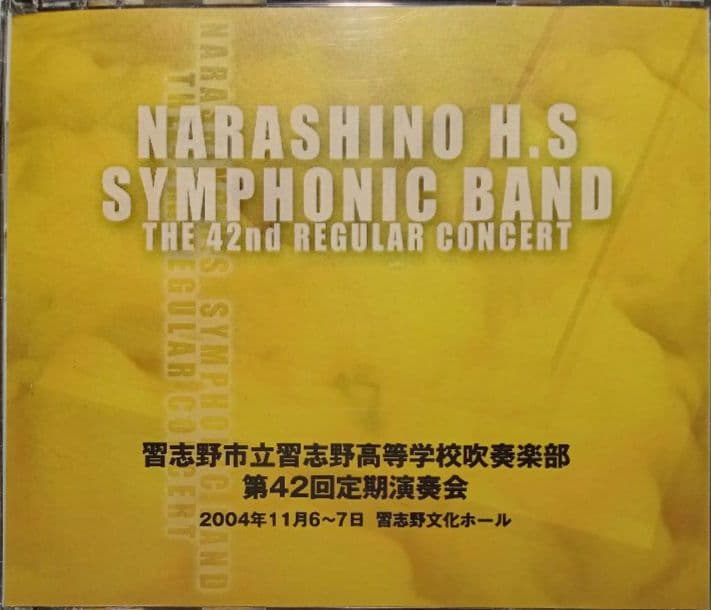 NARASHINO H.S
SYMPHONIC BAND
THE 42nd REGULAR CONCERT
習志野市立習志野高等学校吹奏楽部
第42回定期演奏会
2004年11月6～7日 習志野文化ホール